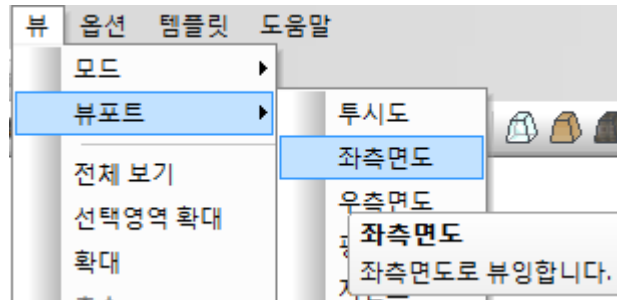 뷰 옵션 템플릿 도움말
모드
뷰포트
전체 보기
선택영역 확대
확대
투시도
좌측면도
우측면도
좌측면도
좌측면도로 뷰잉합니다.